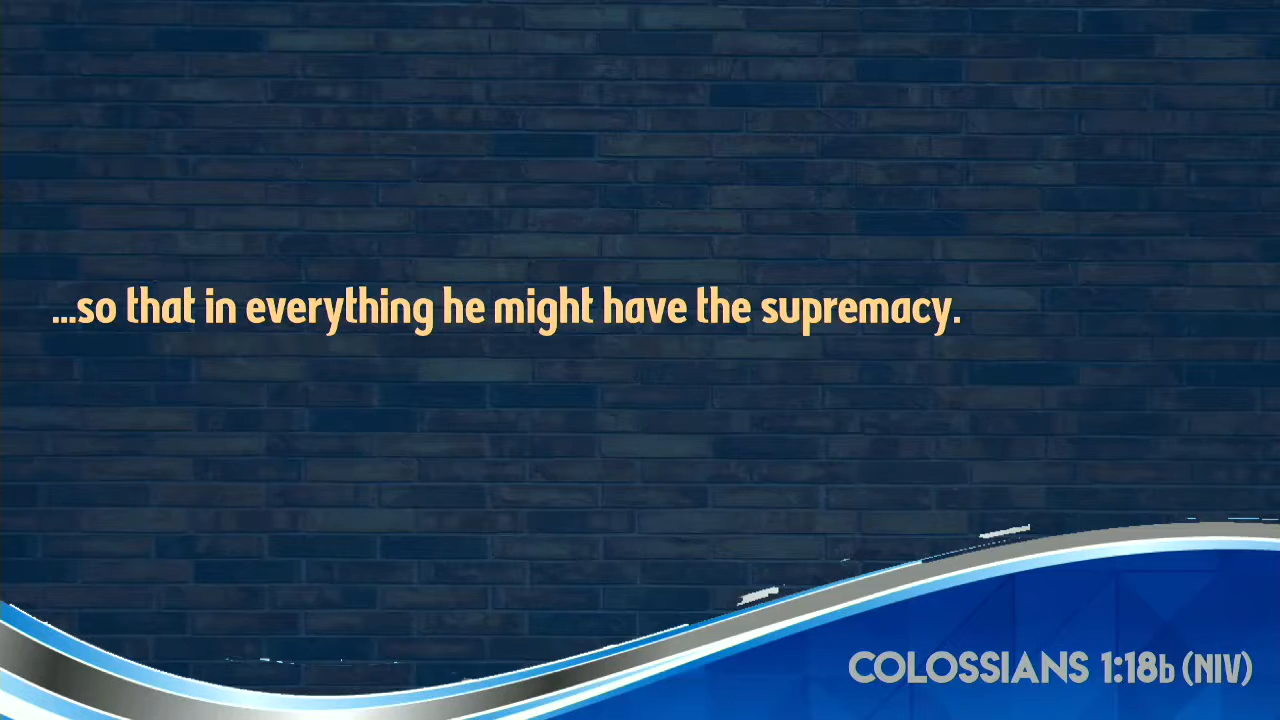 ...so that in everything he might have the supremacy.
COLOSSIANS 1:18b (NIV)